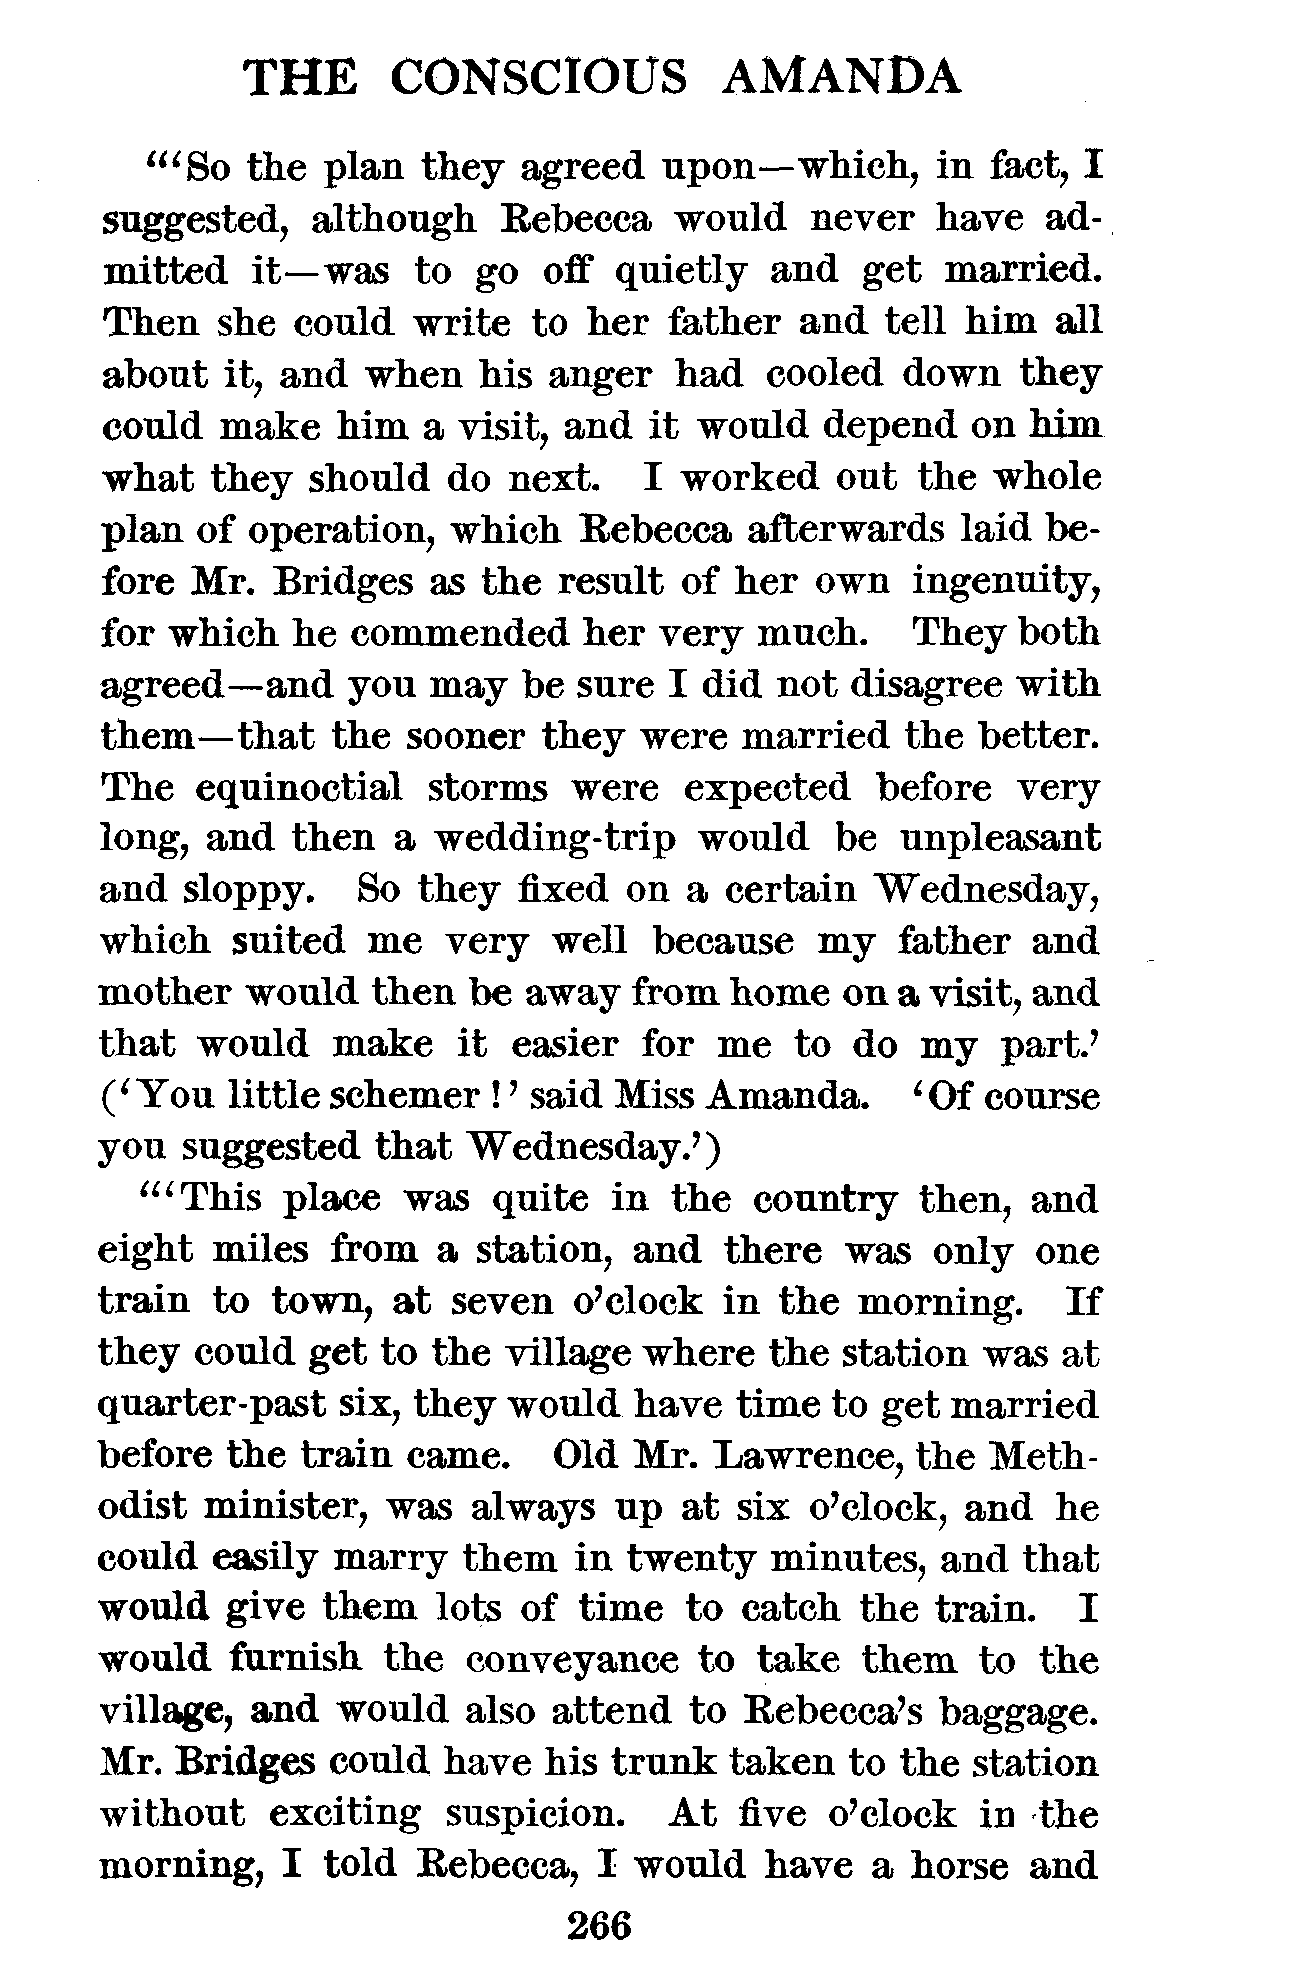 THE CONSCIOUS AMANDA
“‘So the plan they agreed upon—which, in fact, I
suggested, although Rebecca would never have ad-
mitted it—was to go off quietly and get married.
Then she could write to her father and tell him all
about it, and when his anger had cooled down they
could make him a visit, and it would depend on him
what they should do next. I worked out the whole
plan of operation, which Rebecca afterwards laid be-
fore Mr. Bridges as the result of her own ingenuity,
for which he commended her very much. They both
agreed—and you may be sure I did not disagree with
them—that the sooner they were married the better.
The equinoctial storms were expected before very
long, and then a wedding-trip would be unpleasant
and sloppy. So they fixed on a certain Wednesday,
which suited me very well because my father and
mother would then be away from home on a visit, and
that would make it easier for me to do my part.’
(‘You little schemer!’ said Miss Amanda. ‘Of course
you suggested that Wednesday.’)
“‘This place was quite in the country then, and
eight miles from a station, and there was only one
train to town, at seven o’clock in the morning. If
they could get to the village where the station was at
quarter-past six, they would have time to get married
before the train came. Old Mr. Lawrence, the Meth-
odist minister, was always up at six o’clock, and he
could easily marry them in twenty minutes, and that
would give them lots of time to catch the train. I
would furnish the conveyance to take them to the
village, and would also attend to Rebecca’s baggage.
Mr. Bridges could have his trunk taken to the station
without exciting suspicion. At five o’clock in the
morning, I told Rebecca, I would have a horse and
266